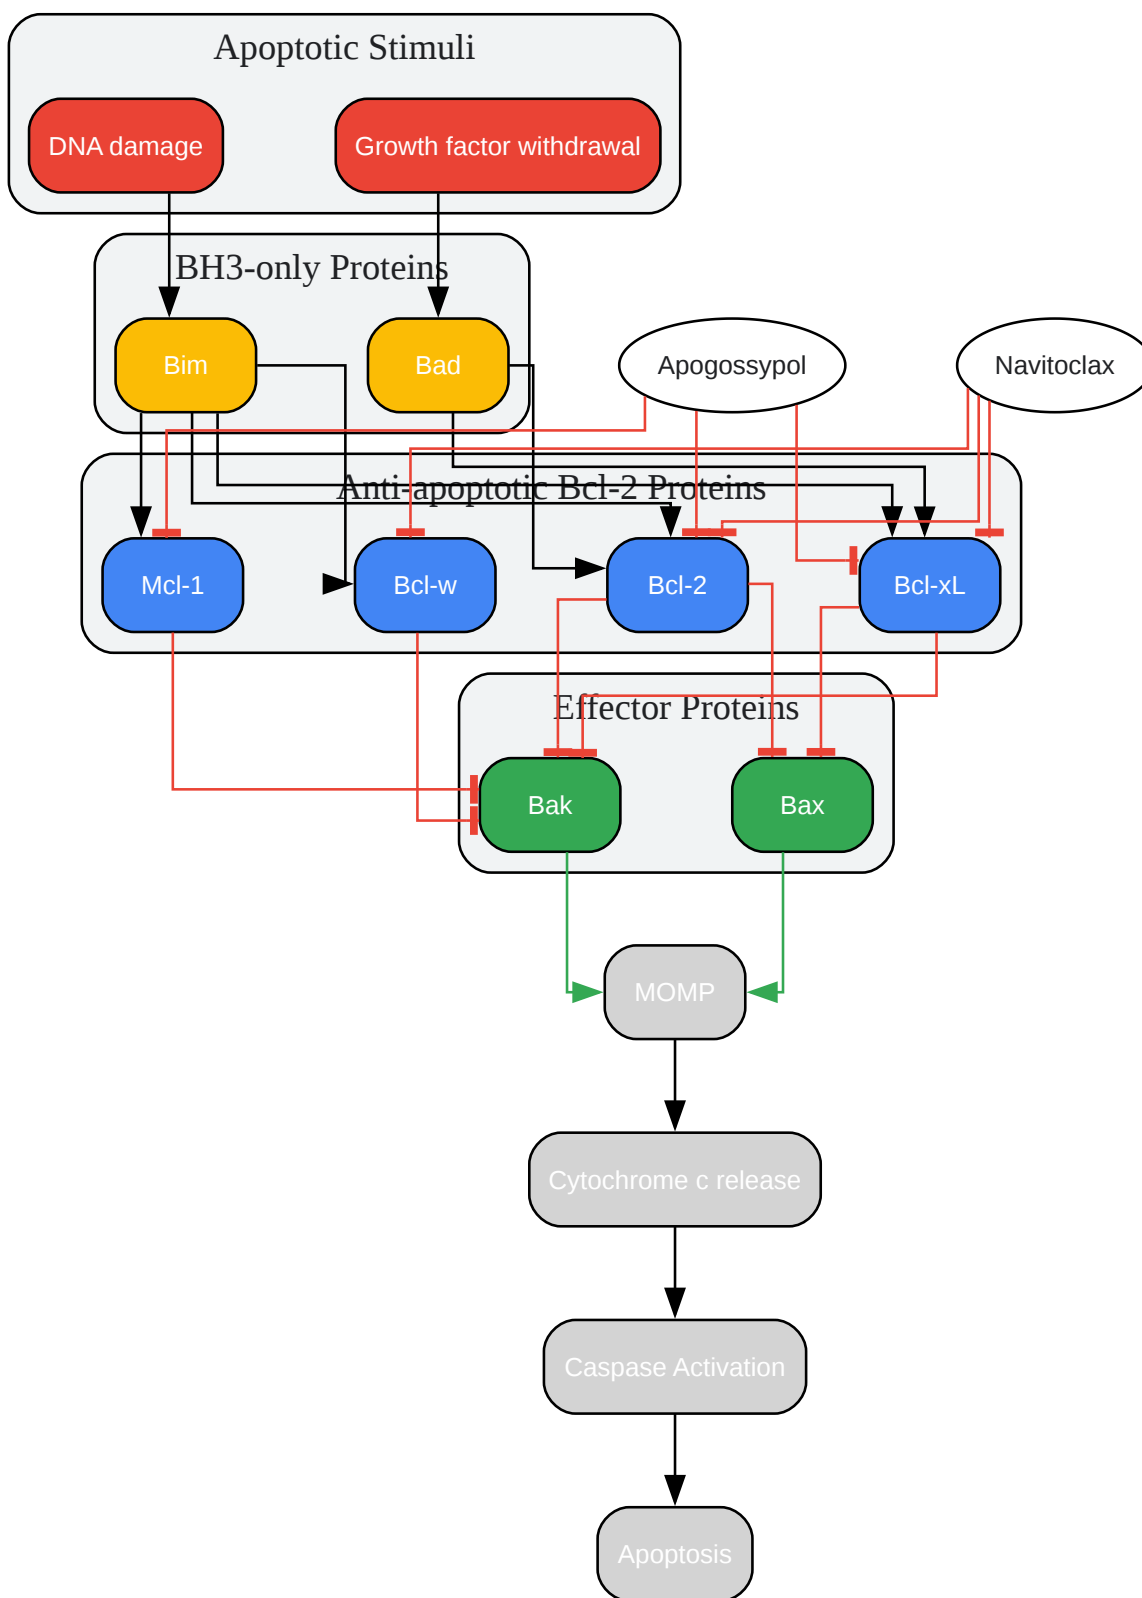 Apoptotic Stimuli
DNA damage
Growth factor withdrawal
BH3-only Proteins
Bim
Bad
Apogossypol
Navitoclax
Anti-apoptotic Bcl-2 Proteins
Mcl-1
Bcl-w
Bcl-2
Bcl-xL
Effector Proteins
Bak
Bax
MOMP
Cytochrome c release
Caspase Activation
Apoptosis